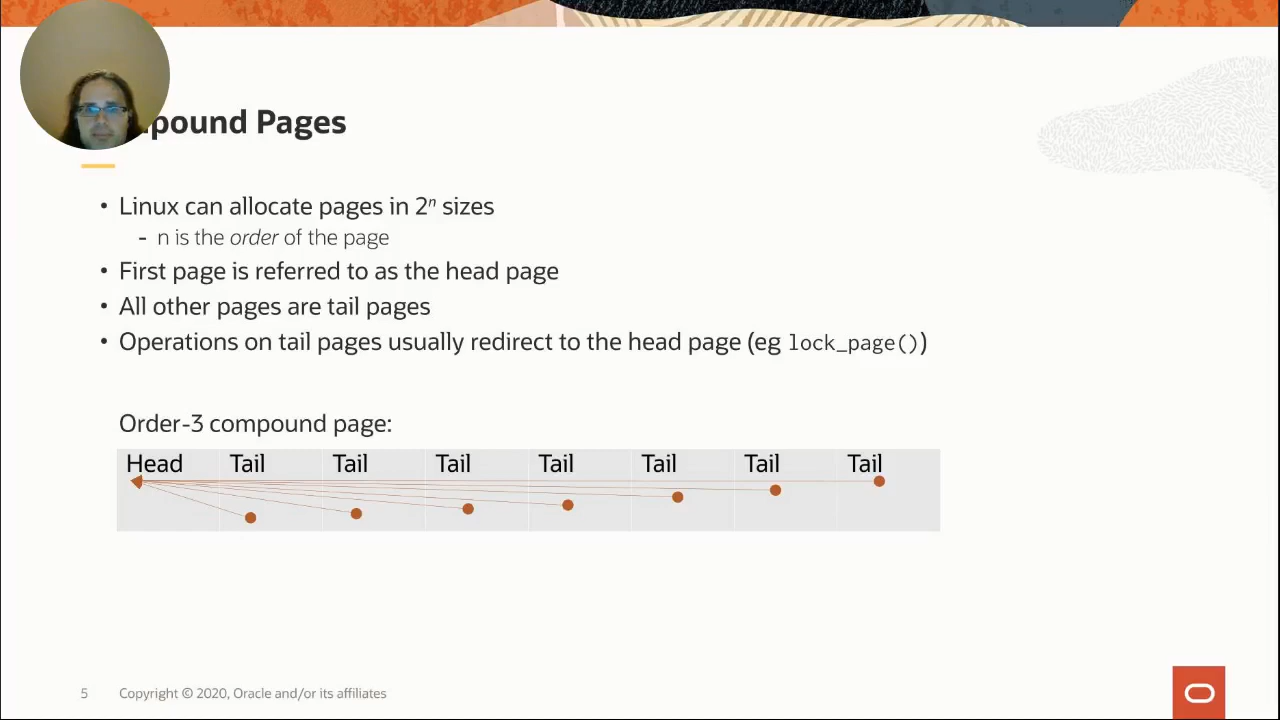 pound Pages
• Linux can allocate pages in 2ⁿ sizes
- n is the order of the page
• First page is referred to as the head page
• All other pages are tail pages
• Operations on tail pages usually redirect to the head page (eg lock_page())
Order-3 compound page:
Head Tail Tail Tail Tail Tail Tail Tail
5 Copyright © 2020, Oracle and/or its affiliates